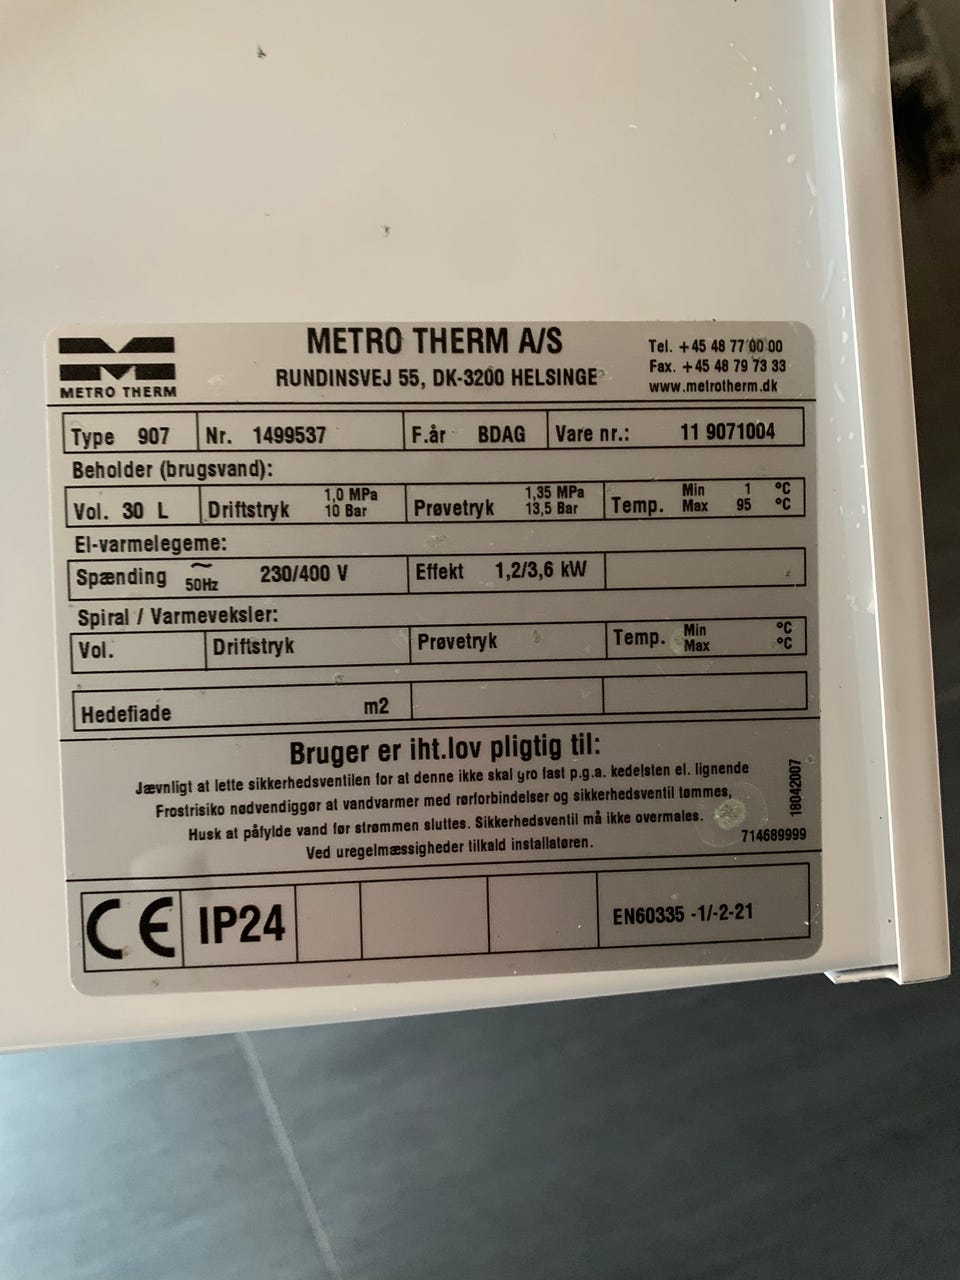 METRO THERM A/S
RUNDINSVEJ 55, DK-3200 HELSINGE
Tel. +45 48 77 00 00
Fax. +45 48 79 73 33
www.metrotherm.dk
METRO THERM
Type 907 Nr. 1499537 F.år BDAG Vare nr.: 11 9071004
Beholder (brugsvand):
Vol. 30 L Driftstryk 1,0 MPa 10 Bar Prøvetryk 1,35 MPa 13,5 Bar Temp. Min 1 °C Max 95 °C
El-varmelegeme:
Spænding ~ 50Hz 230/400 V Effekt 1,2/3,6 kW
Spiral / Varmeveksler:
Vol. Driftstryk Prøvetryk Temp. Min °C Max °C
Hedefiade m2
Bruger er iht.lov pligtig til:
Jævnligt at lette sikkerhedsventilen for at denne ikke skal gro fast p.g.a. kedelsten el. lignende
Frostrisiko nødvendiggør at vandvarmer med rørforbindelser og sikkerhedsventil tømmes,
Husk at påfylde vand før strømmen sluttes. Sikkerhedsventil må ikke overmales.
Ved uregelmæssigheder tilkald installatøren.
18042007
714689999
CE IP24 EN60335 -1/-2-21